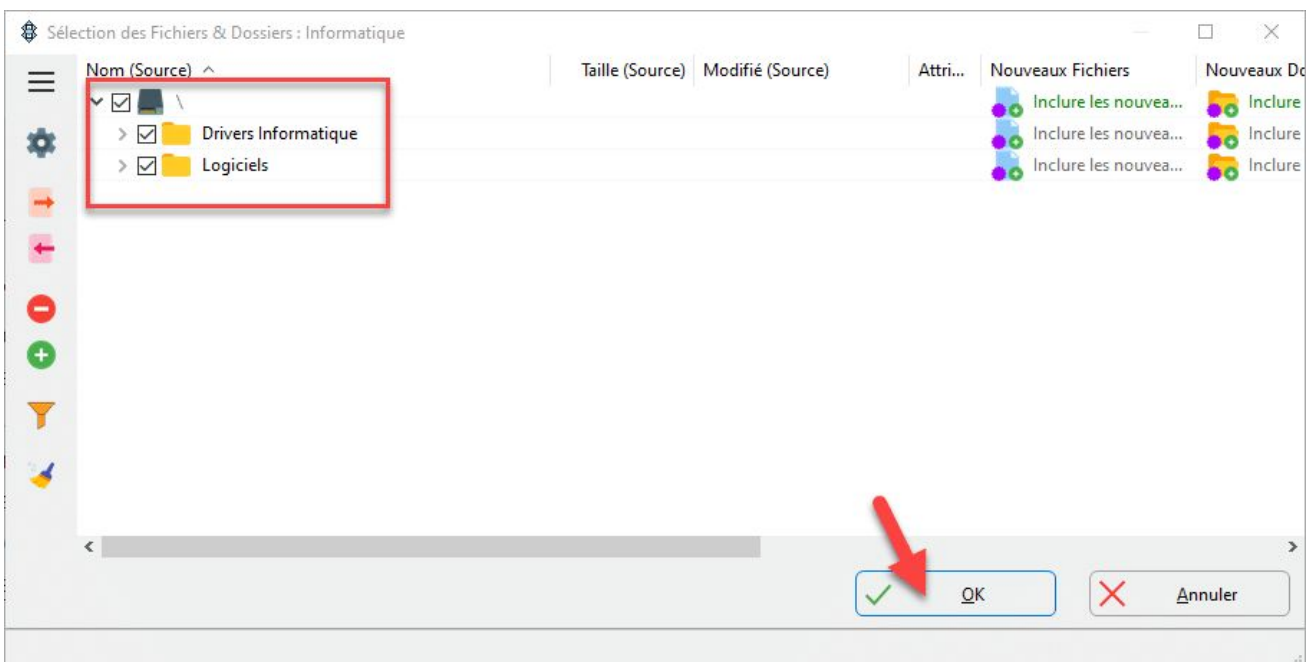 Sélection des Fichiers & Dossiers : Informatique
Nom (Source) Taille (Source) Modifié (Source) Attri... Nouveaux Fichiers Nouveaux Do
\ Inclure les nouvea... Inclure
Drivers Informatique Inclure les nouvea... Inclure
Logiciels Inclure les nouvea... Inclure
OK Annuler